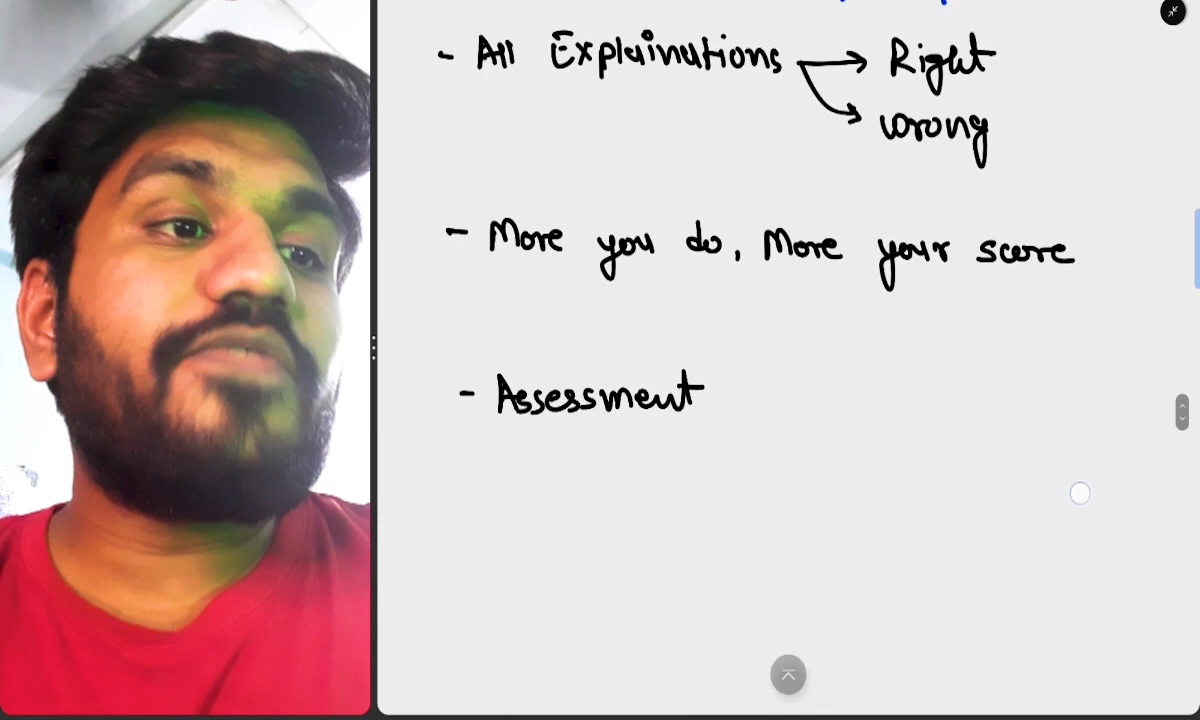 - All Explainations → Right
→ wrong
- More you do, More your score
- Assessment